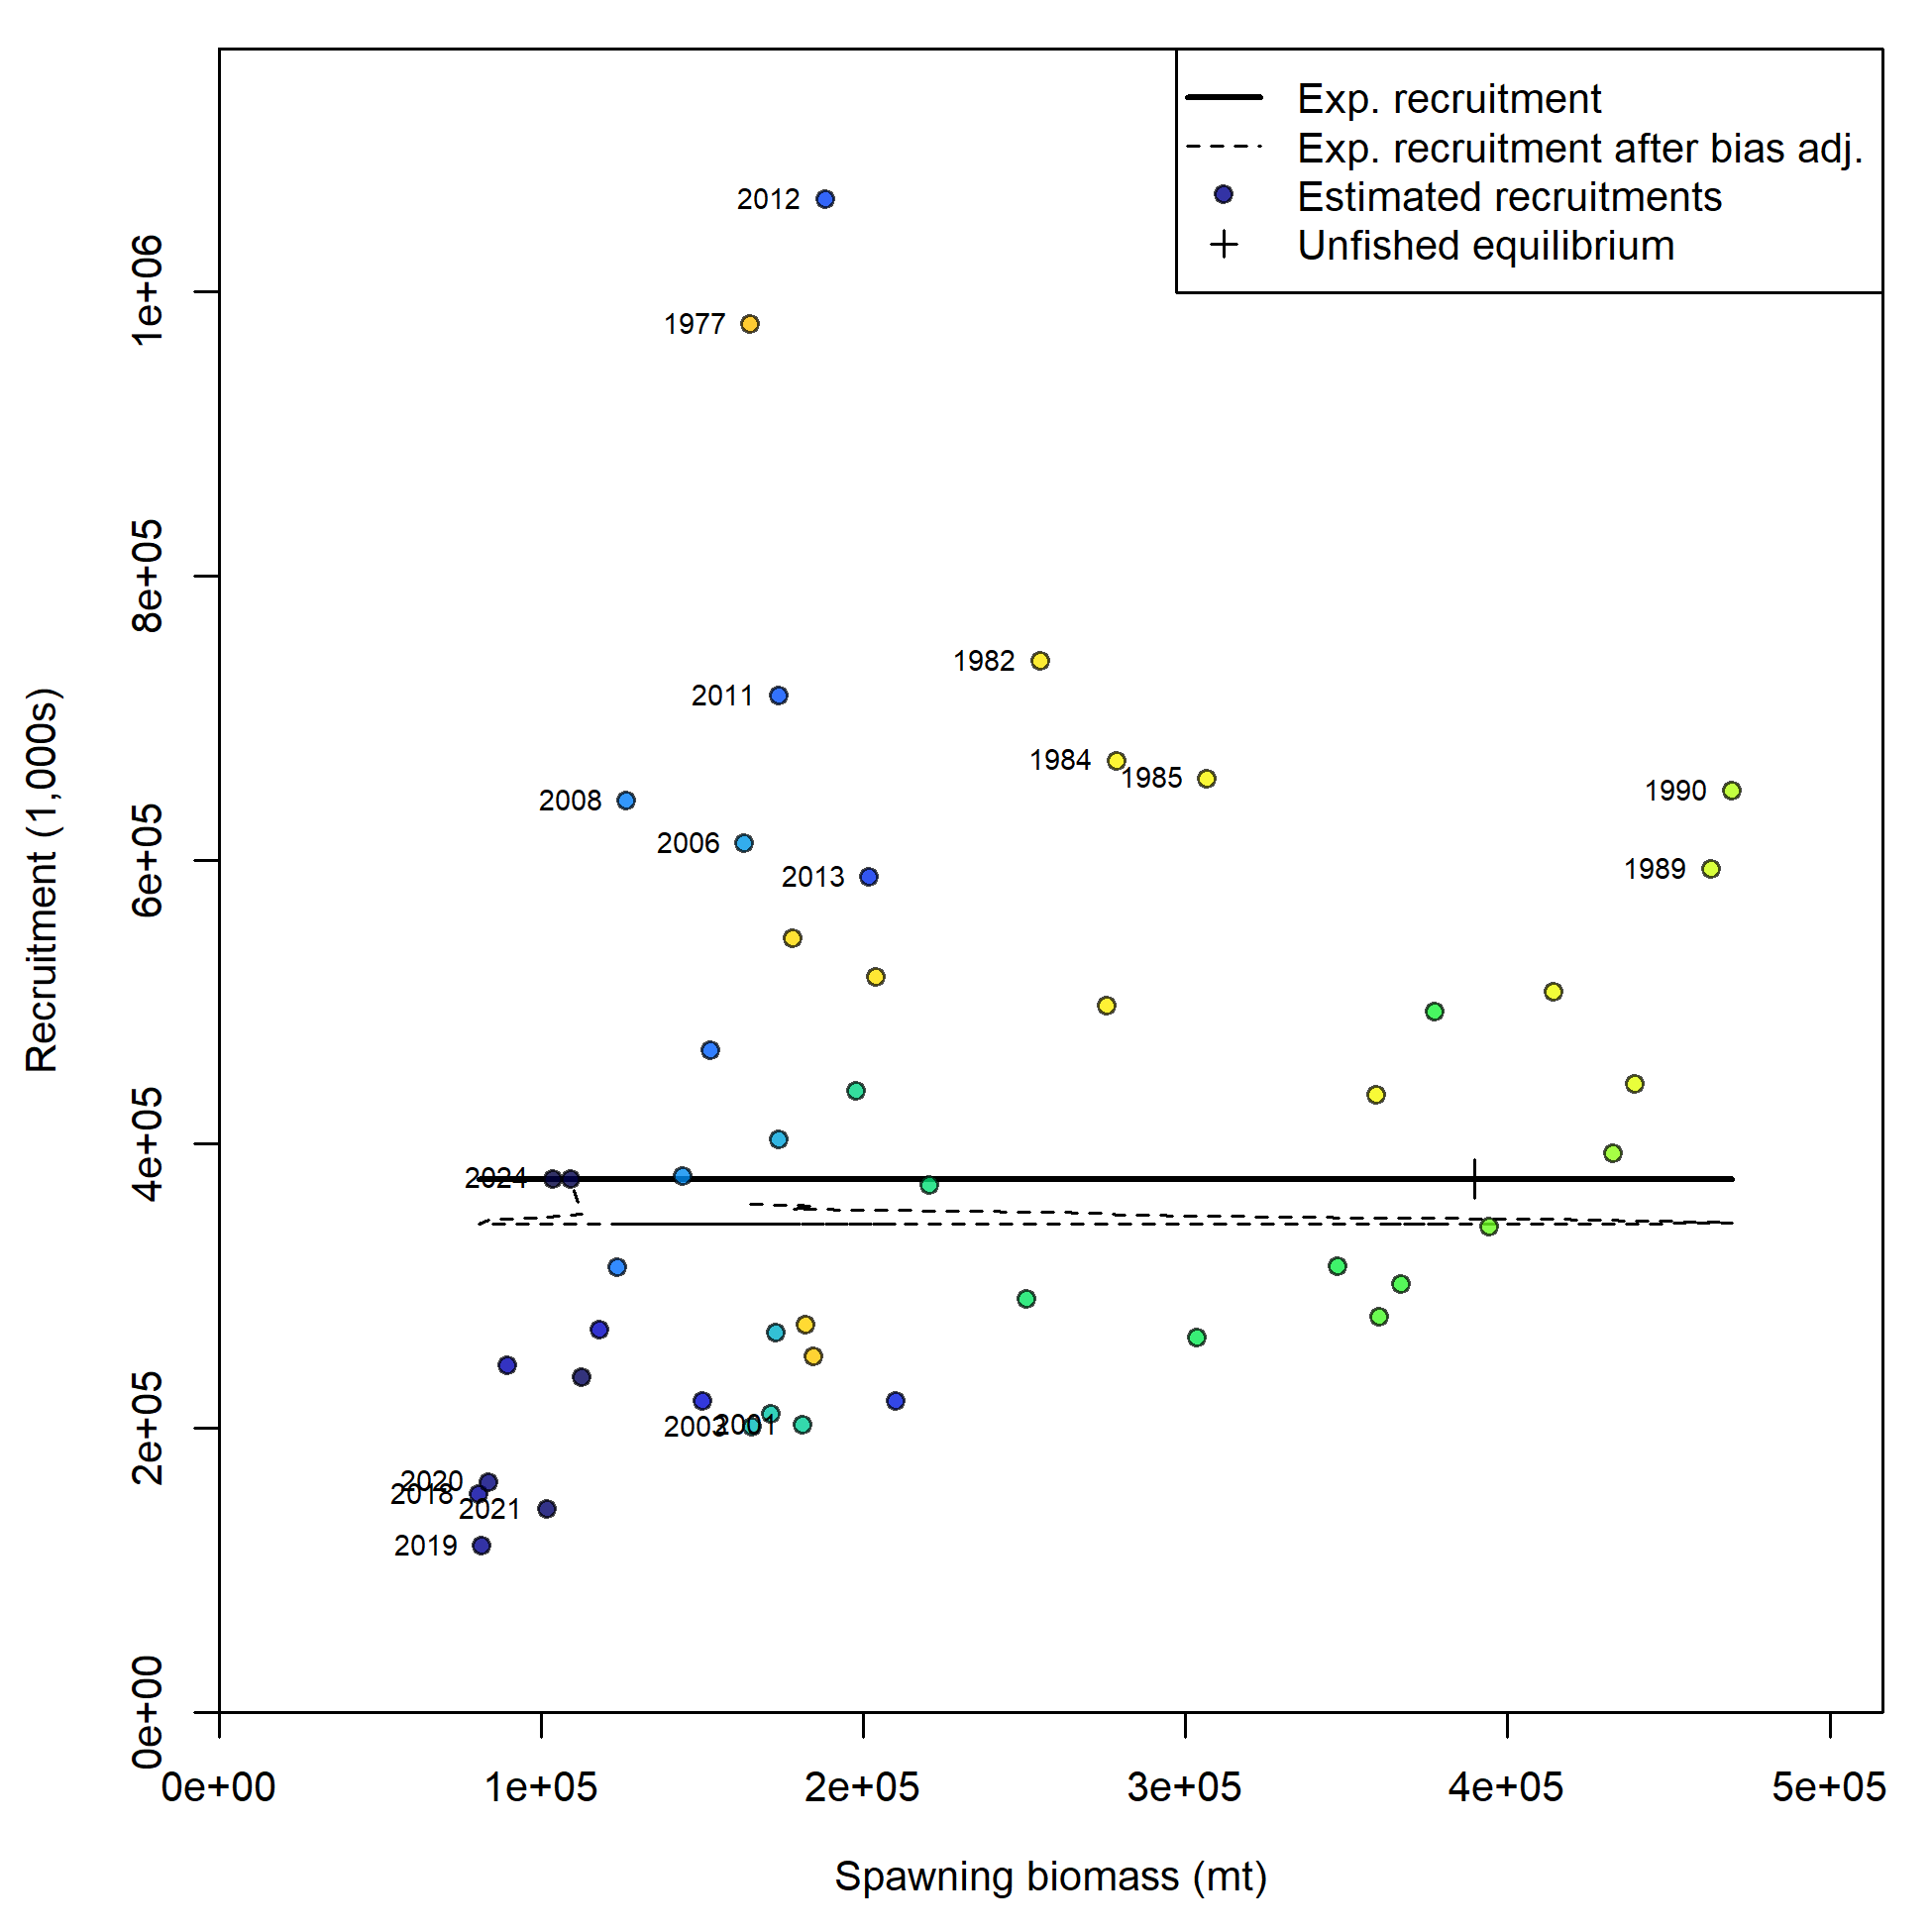 Exp. recruitment
Exp. recruitment after bias adj.
Estimated recruitments
Unfished equilibrium
2012
1977
1982
2011
1984
1985
1990
2008
2006
2013
1989
2024
2003
2001
2020
2018
2021
2019
Recruitment (1,000s)
1e+06
8e+05
6e+05
4e+05
2e+05
0e+00
0e+00 1e+05 2e+05 3e+05 4e+05 5e+05
Spawning biomass (mt)